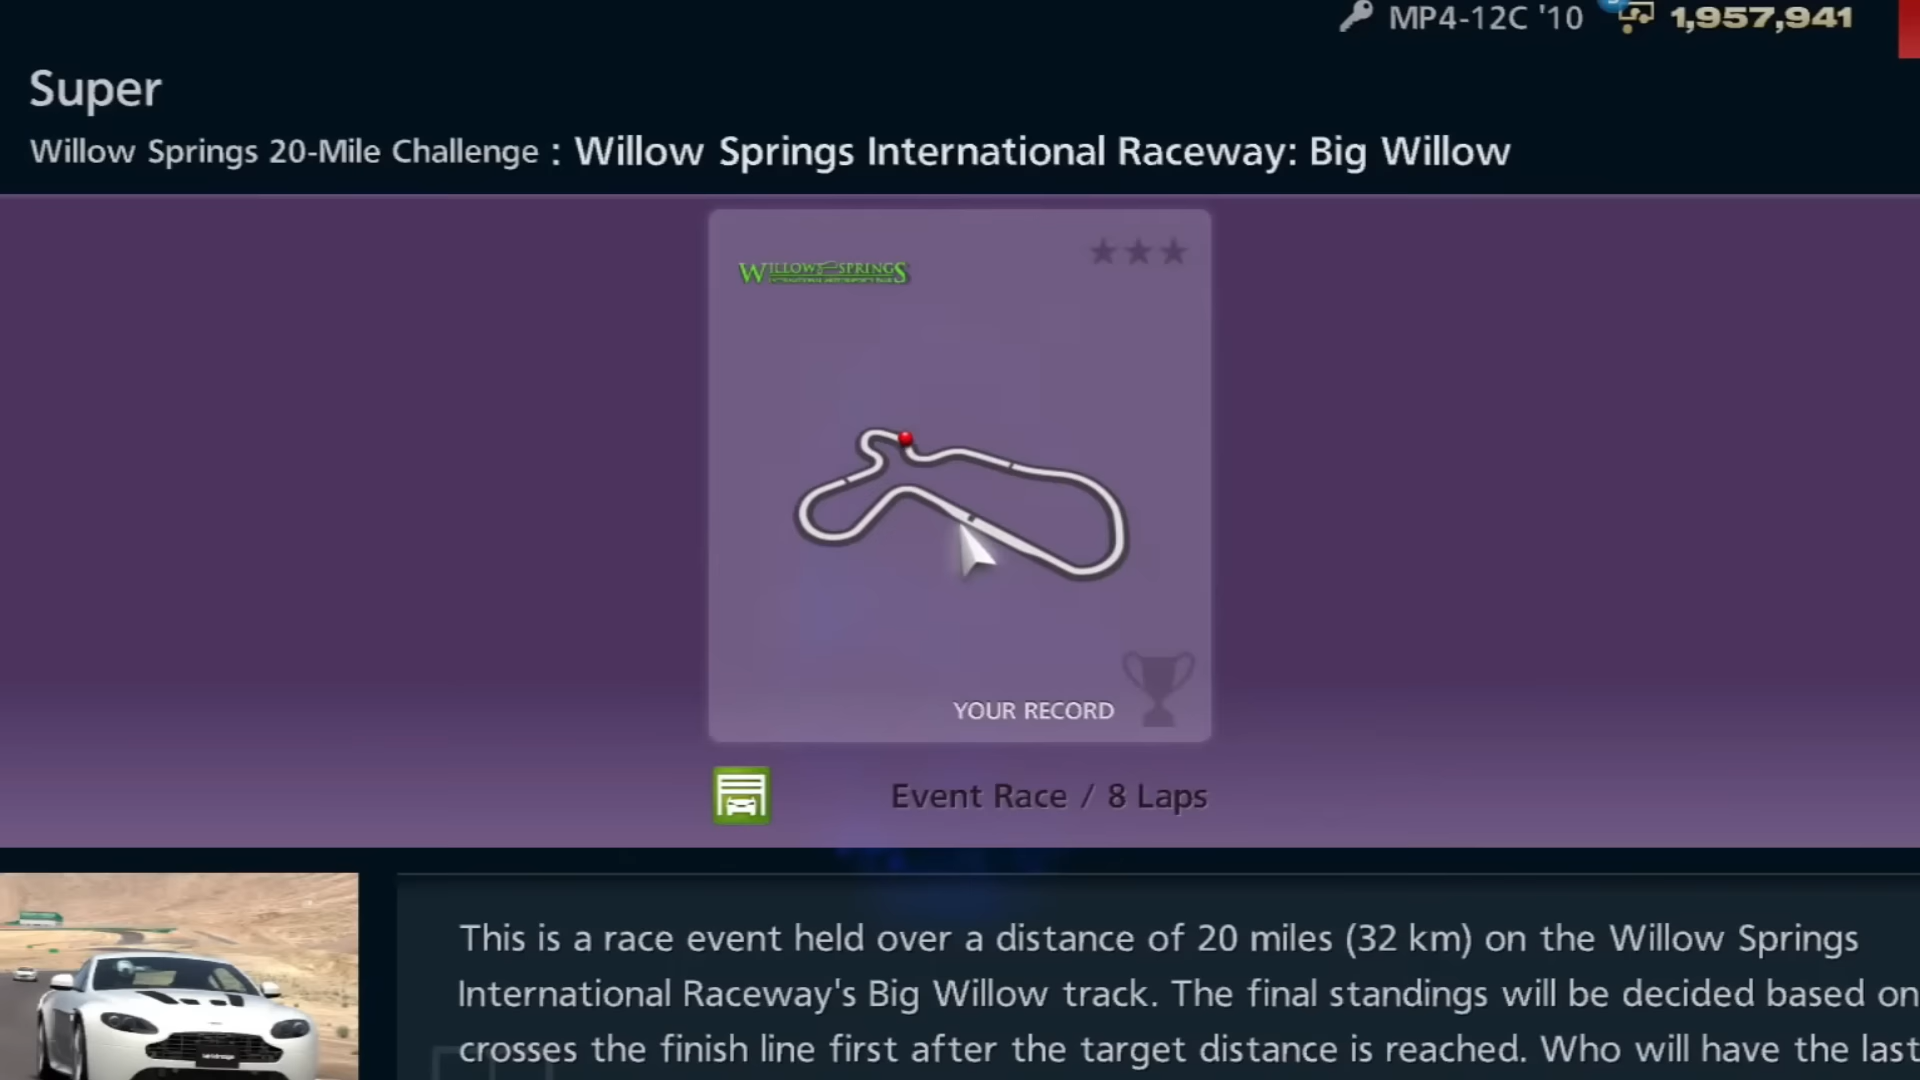 MP4-12C '10
1,957,941
Super
Willow Springs 20-Mile Challenge : Willow Springs International Raceway: Big Willow
WILLOW SPRINGS
YOUR RECORD
Event Race / 8 Laps
This is a race event held over a distance of 20 miles (32 km) on the Willow Springs
International Raceway's Big Willow track. The final standings will be decided based on
crosses the finish line first after the target distance is reached. Who will have the last